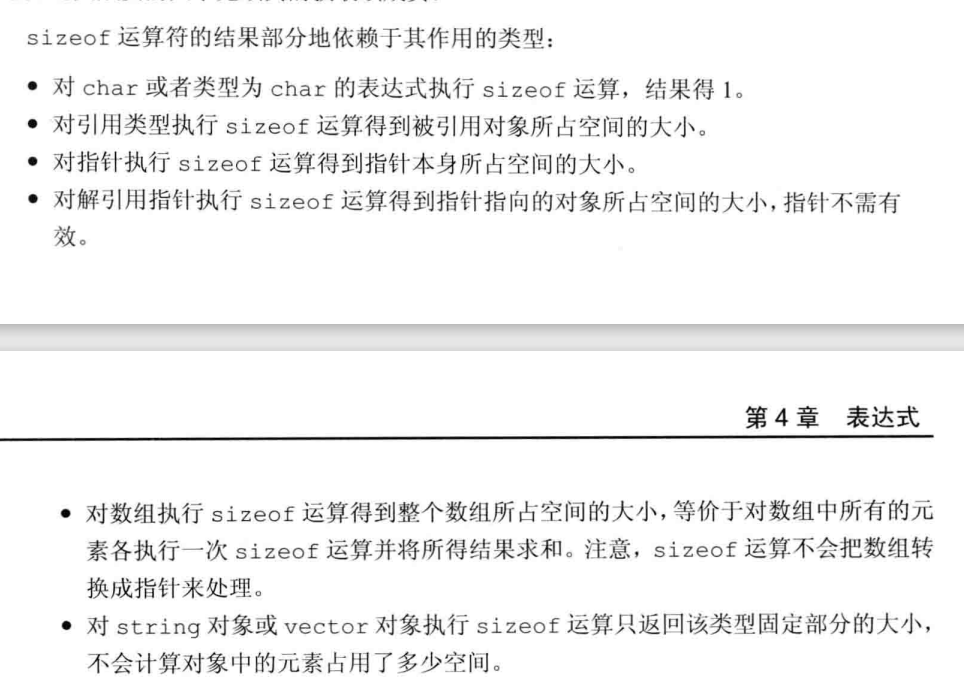 sizeof 运算符的结果部分地依赖于其作用的类型：
• 对 char 或者类型为 char 的表达式执行 sizeof 运算，结果得 1。
• 对引用类型执行 sizeof 运算得到被引用对象所占空间的大小。
• 对指针执行 sizeof 运算得到指针本身所占空间的大小。
• 对解引用指针执行 sizeof 运算得到指针指向的对象所占空间的大小，指针不需有
效。
第 4 章 表达式
• 对数组执行 sizeof 运算得到整个数组所占空间的大小，等价于对数组中所有的元
素各执行一次 sizeof 运算并将所得结果求和。注意，sizeof 运算不会把数组转
换成指针来处理。
• 对 string 对象或 vector 对象执行 sizeof 运算只返回该类型固定部分的大小，
不会计算对象中的元素占用了多少空间。